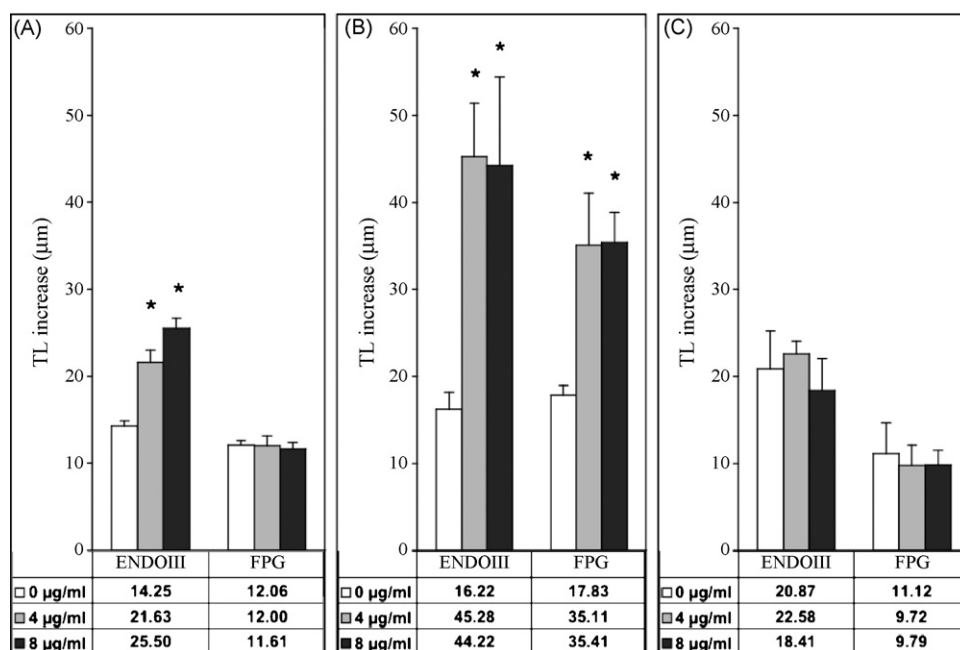 (A)
60
50
40
30
20
10
0
TL increase (µm)
* *
ENDOIII FPG
0 µg/ml 14.25 12.06
4 µg/ml 21.63 12.00
8 µg/ml 25.50 11.61
(B)
60
50
40
30
20
10
0
TL increase (µm)
* * * *
ENDOIII FPG
0 µg/ml 16.22 17.83
4 µg/ml 45.28 35.11
8 µg/ml 44.22 35.41
(C)
60
50
40
30
20
10
0
TL increase (µm)
ENDOIII FPG
0 µg/ml 20.87 11.12
4 µg/ml 22.58 9.72
8 µg/ml 18.41 9.79